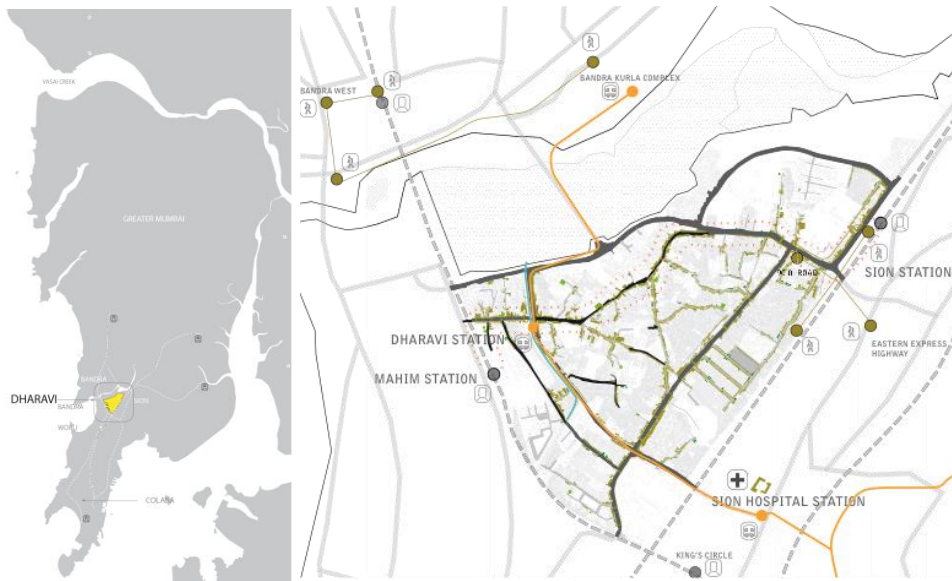 VASAI CREEK
GREATER MUMBAI
BANDRA
DHARAVI
SION
BANDRA
COLABA
BANDRA WEST
BANDRA KURLA COMPLEX
SION STATION
DHARAVI STATION
EASTERN EXPRESS
HIGHWAY
MAHIM STATION
SION HOSPITAL STATION
KING'S CIRCLE